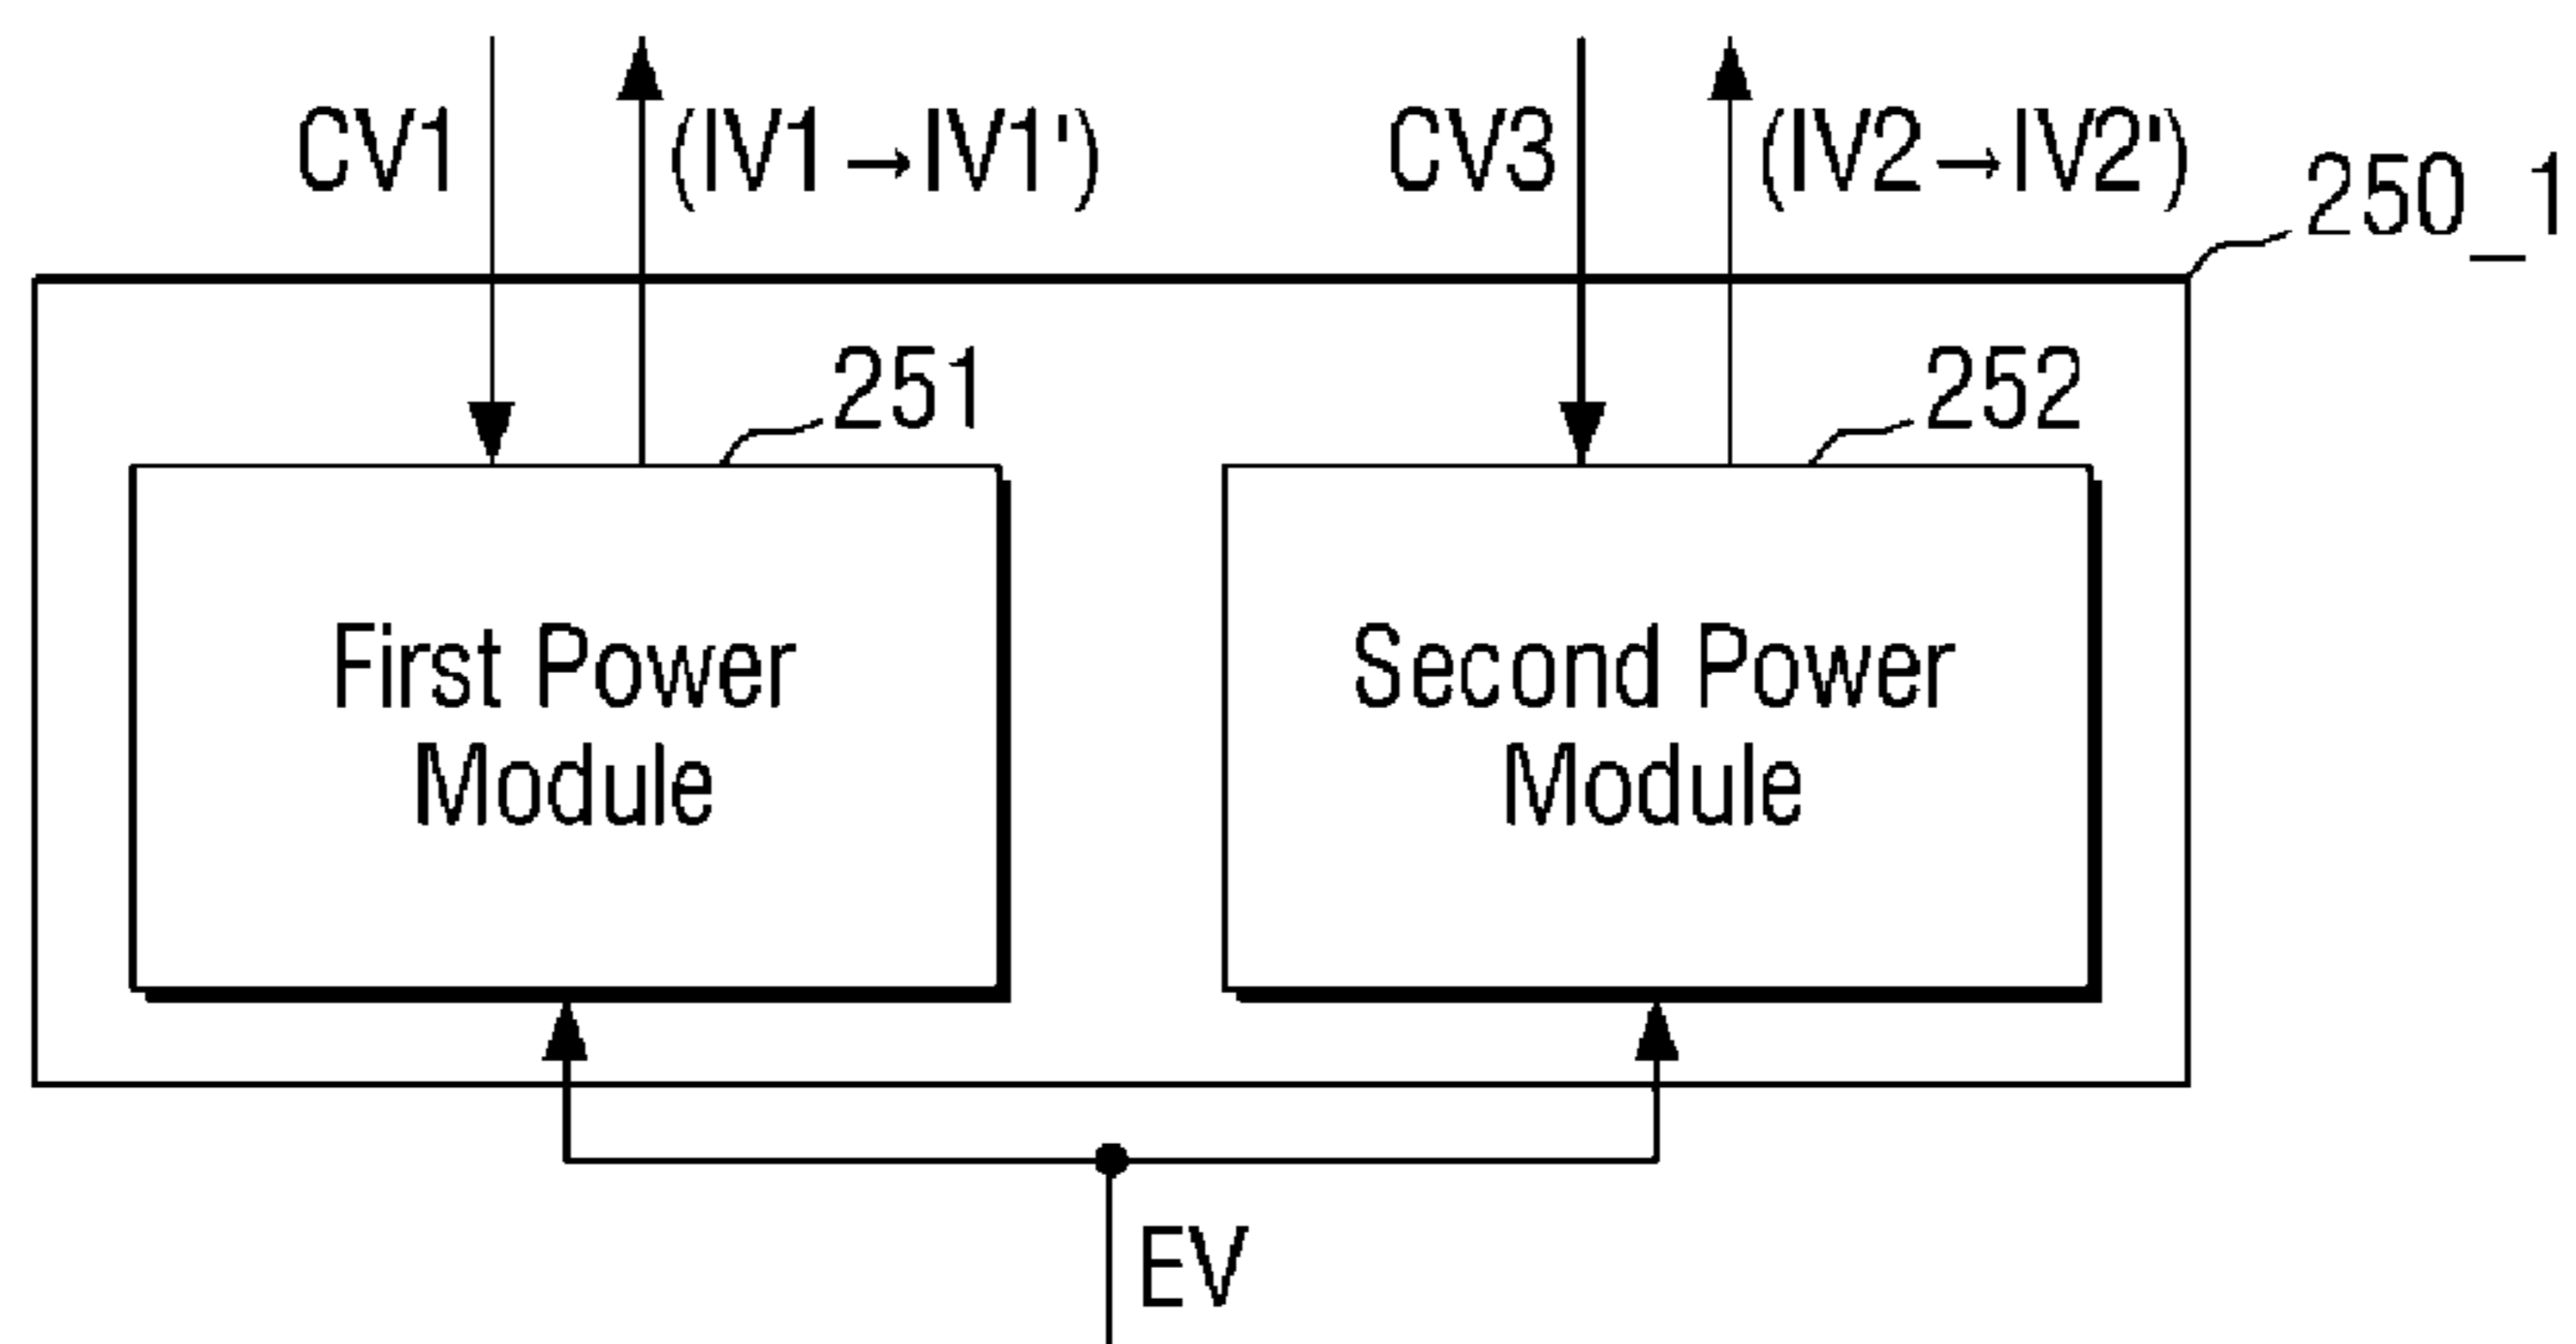 CV1
(IV1→IV1')
CV3
(IV2→IV2')
250_1
251
252
First Power
Module
Second Power
Module
EV